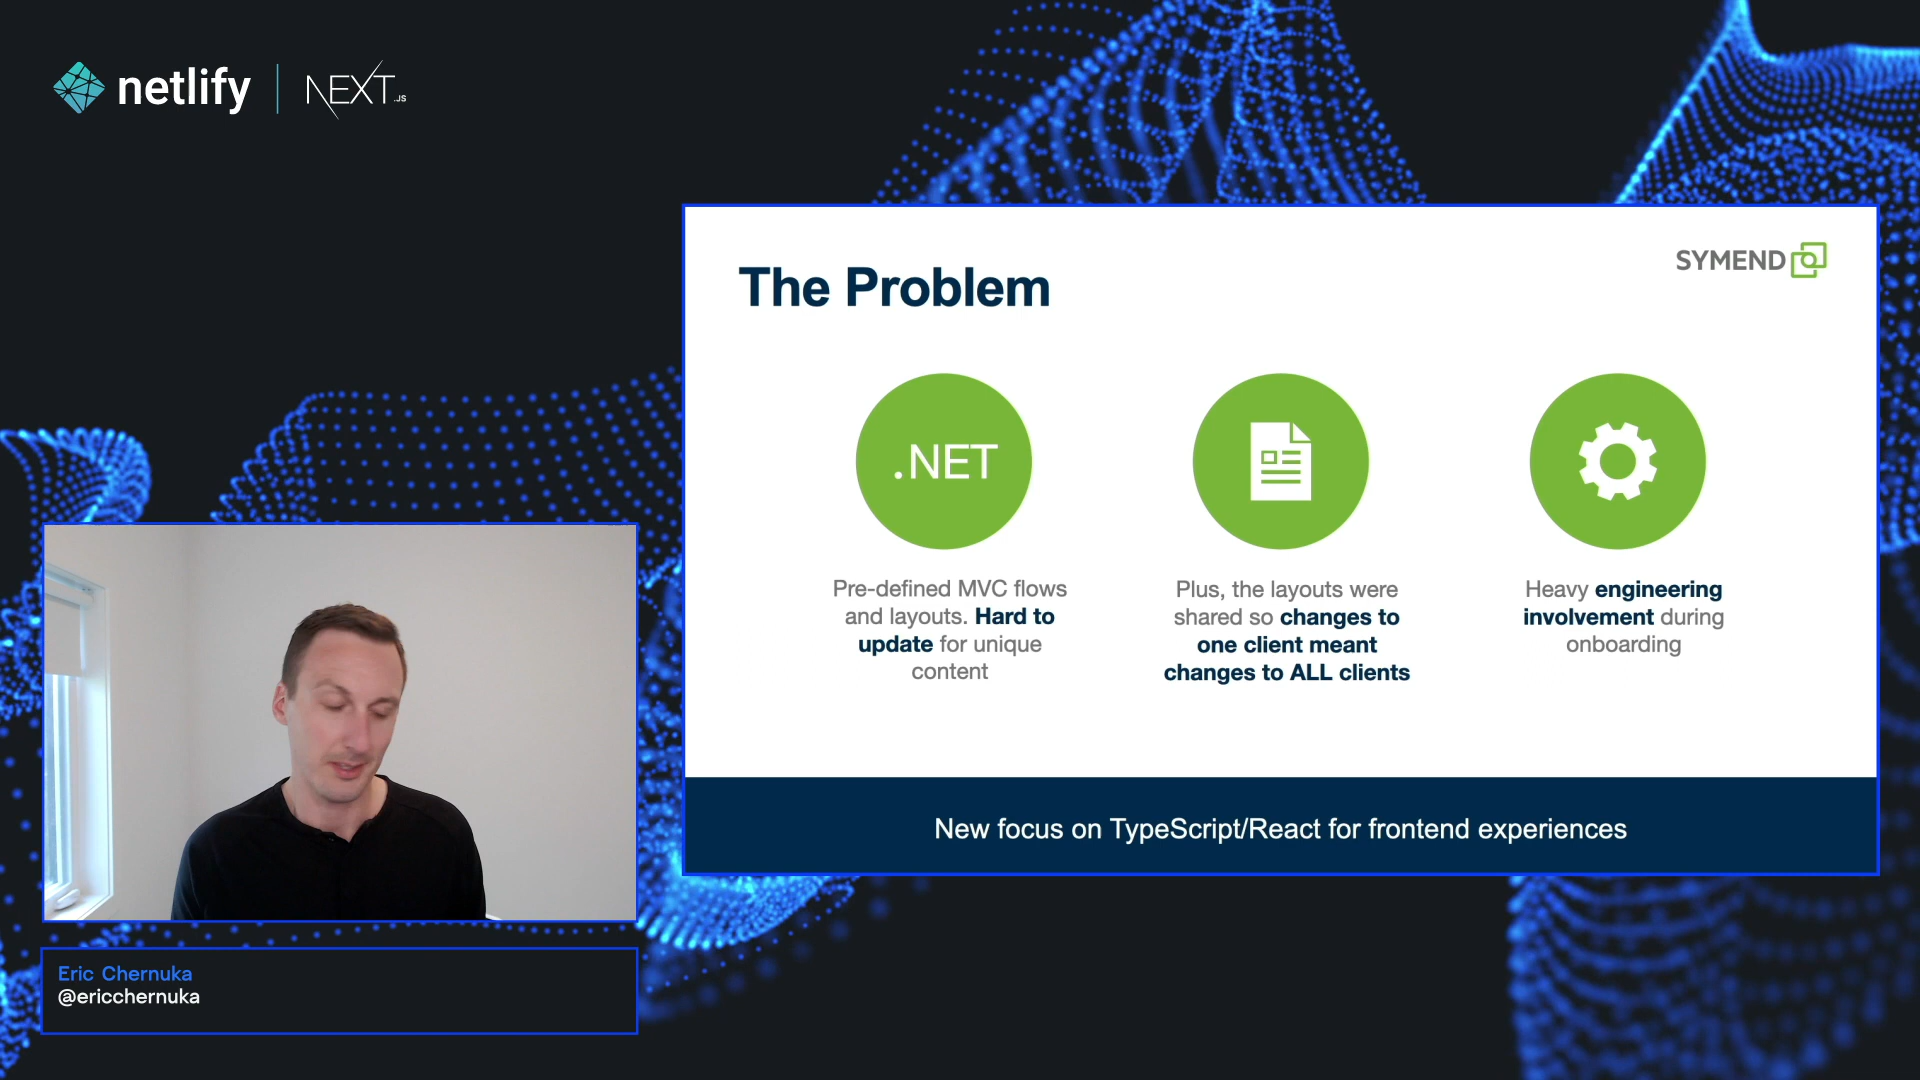 netlify
NEXT.JS
The Problem
SYMEND
.NET
Pre-defined MVC flows
and layouts. Hard to
update for unique
content
Plus, the layouts were
shared so changes to
one client meant
changes to ALL clients
Heavy engineering
involvement during
onboarding
New focus on TypeScript/React for frontend experiences
Eric Chernuka
@ericchernuka